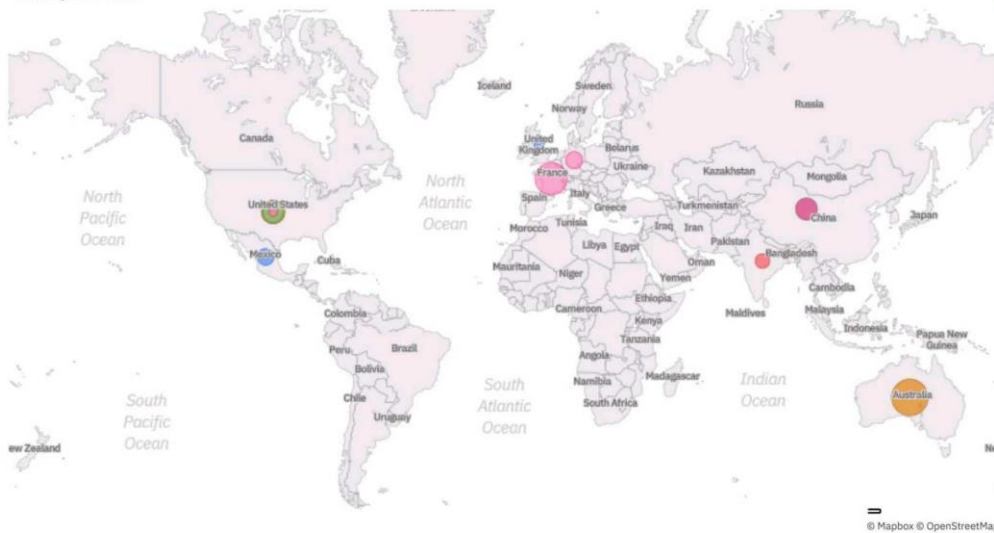 Iceland
Sweden
Norway
Russia
Canada
United
Kingdom
Belarus
Ukraine
France
Kazakhstan
Mongolia
North
Pacific
Ocean
North
Atlantic
Ocean
United States
Spain
Italy
Greece
Turkmenistan
China
Japan
Morocco
Tunisia
Iraq
Iran
Pakistan
Libya
Egypt
Mexico
Cuba
Mauritania
Niger
Oman
Yemen
Bangladesh
Cambodia
Colombia
Cameroon
Ethiopia
Kenya
Maldives
Malaysia
Indonesia
Papua New
Guinea
Peru
Brazil
Tanzania
Bolivia
Angola
Namibia
Madagascar
Indian
Ocean
South
Pacific
Ocean
Chile
Uruguay
South
Atlantic
Ocean
South Africa
Australia
ew Zealand
Ne
© Mapbox © OpenStreetMa